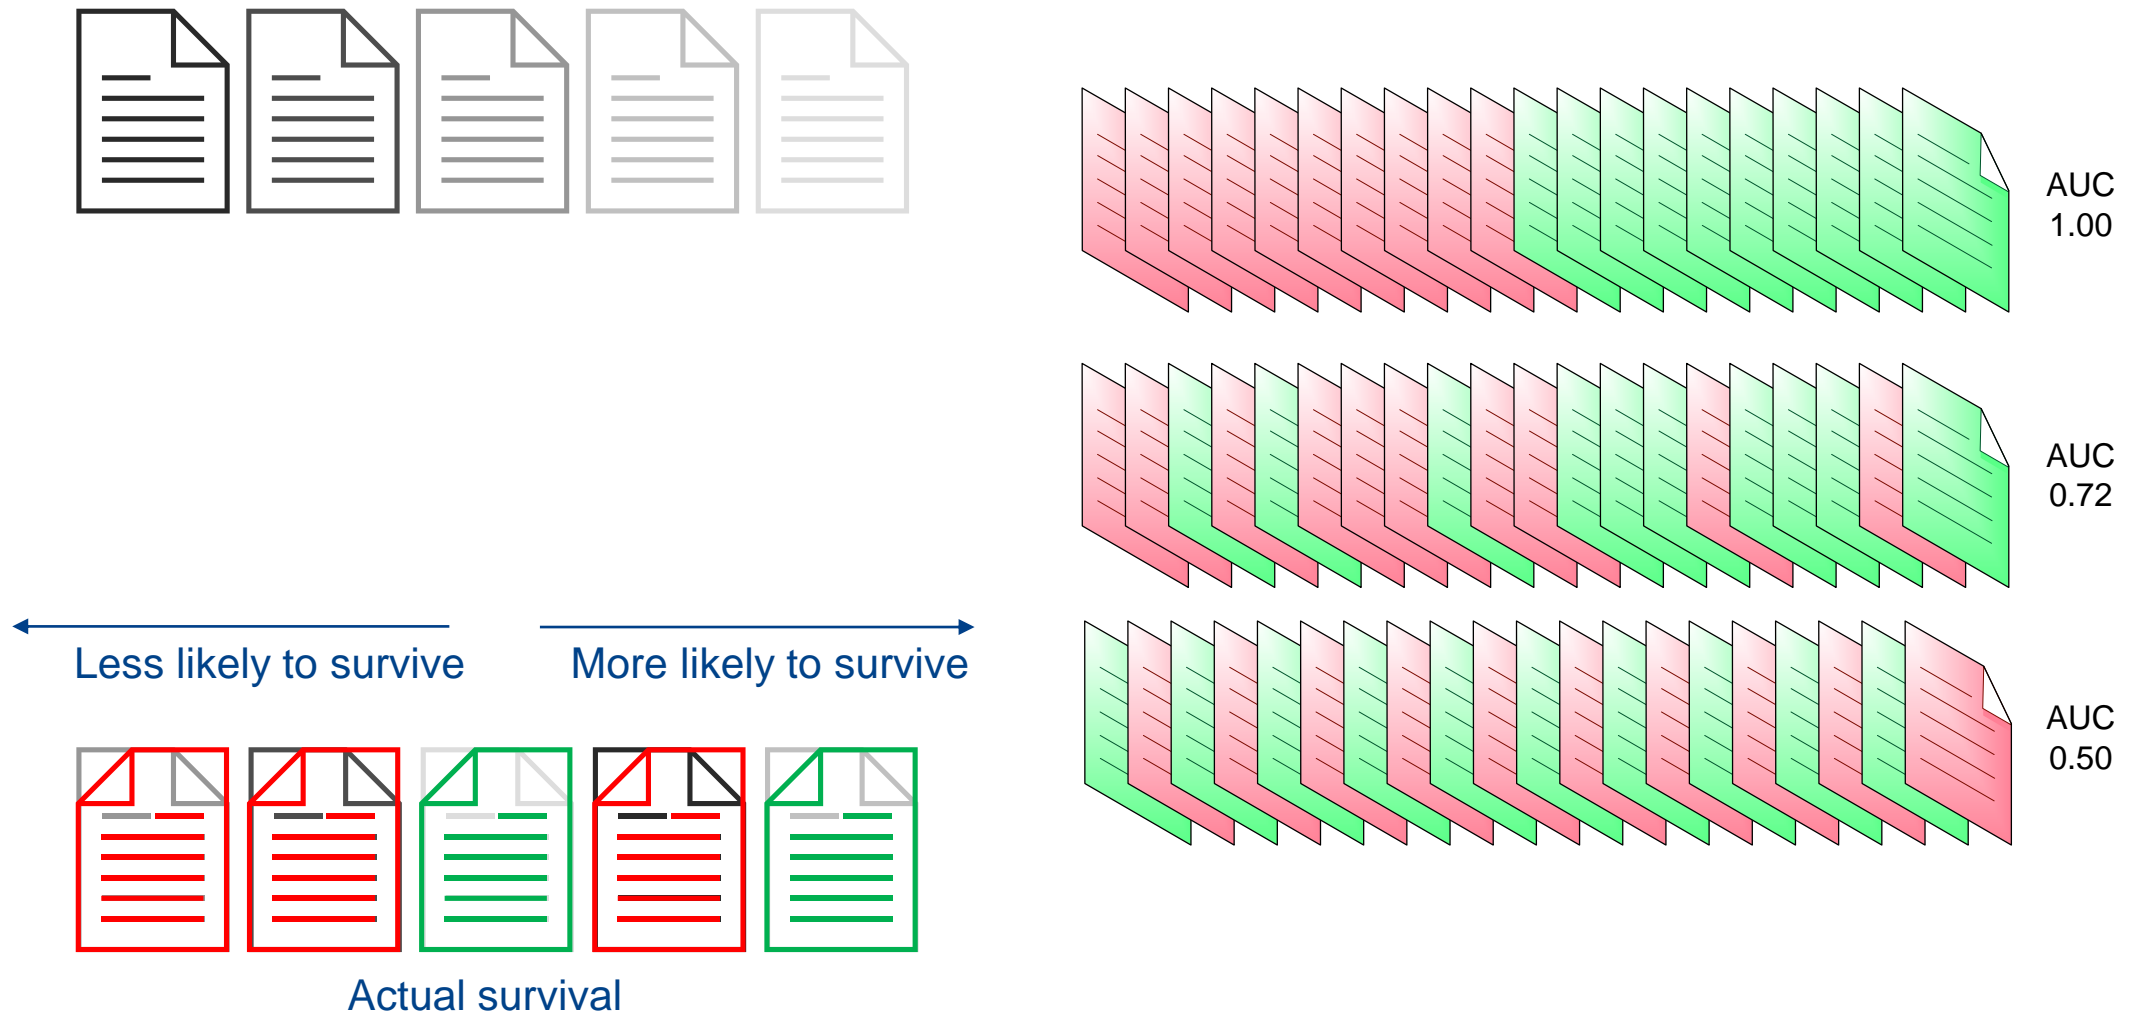 AUC
1.00
AUC
0.72
Less likely to survive
More likely to survive
AUC
0.50
Actual survival